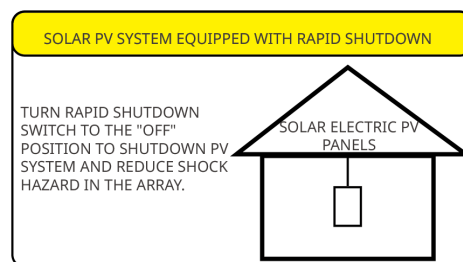 SOLAR PV SYSTEM EQUIPPED WITH RAPID SHUTDOWN
TURN RAPID SHUTDOWN
SWITCH TO THE "OFF"
POSITION TO SHUTDOWN PV
SYSTEM AND REDUCE SHOCK
HAZARD IN THE ARRAY.
SOLAR ELECTRIC PV
PANELS